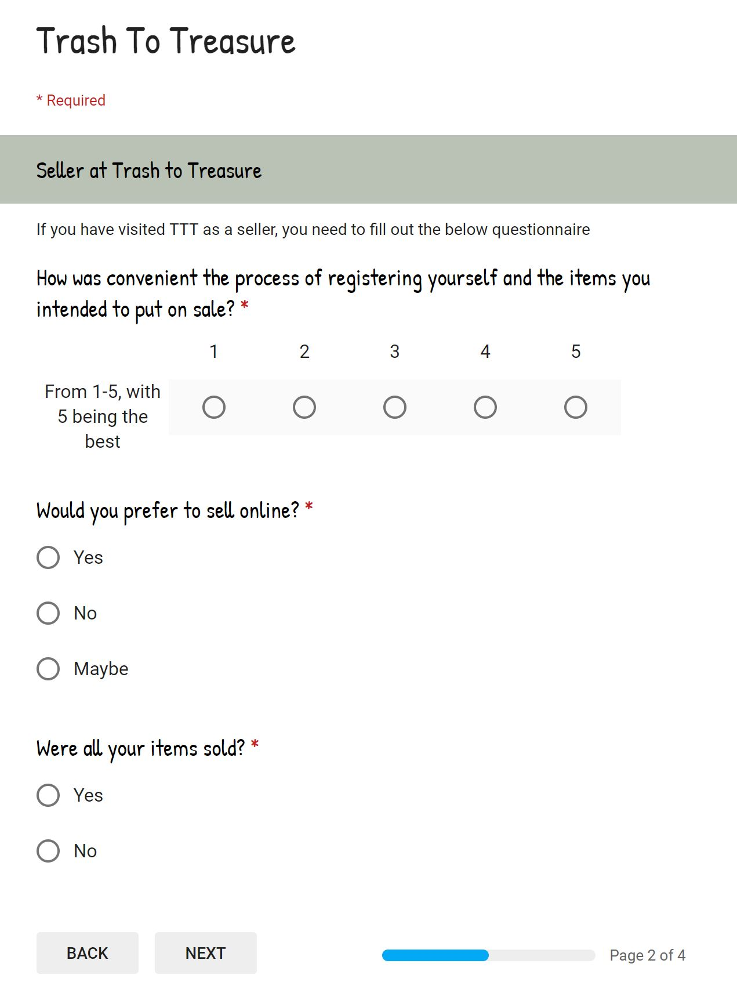 Trash To Treasure
* Required
Seller at Trash to Treasure
If you have visited TTT as a seller, you need to fill out the below questionnaire
How was convenient the process of registering yourself and the items you
intended to put on sale? *
1 2 3 4 5
From 1-5, with
5 being the
best
Would you prefer to sell online? *
Yes
No
Maybe
Were all your items sold? *
Yes
No
BACK NEXT Page 2 of 4